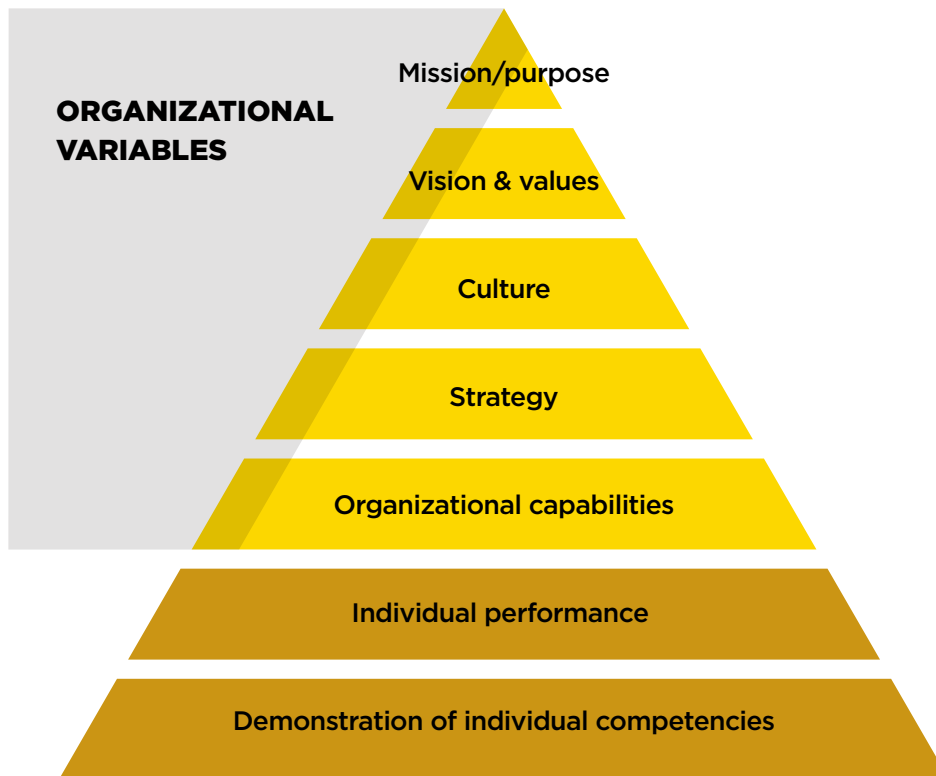 Mission/purpose
ORGANIZATIONAL
VARIABLES
Vision & values
Culture
Strategy
Organizational capabilities
Individual performance
Demonstration of individual competencies